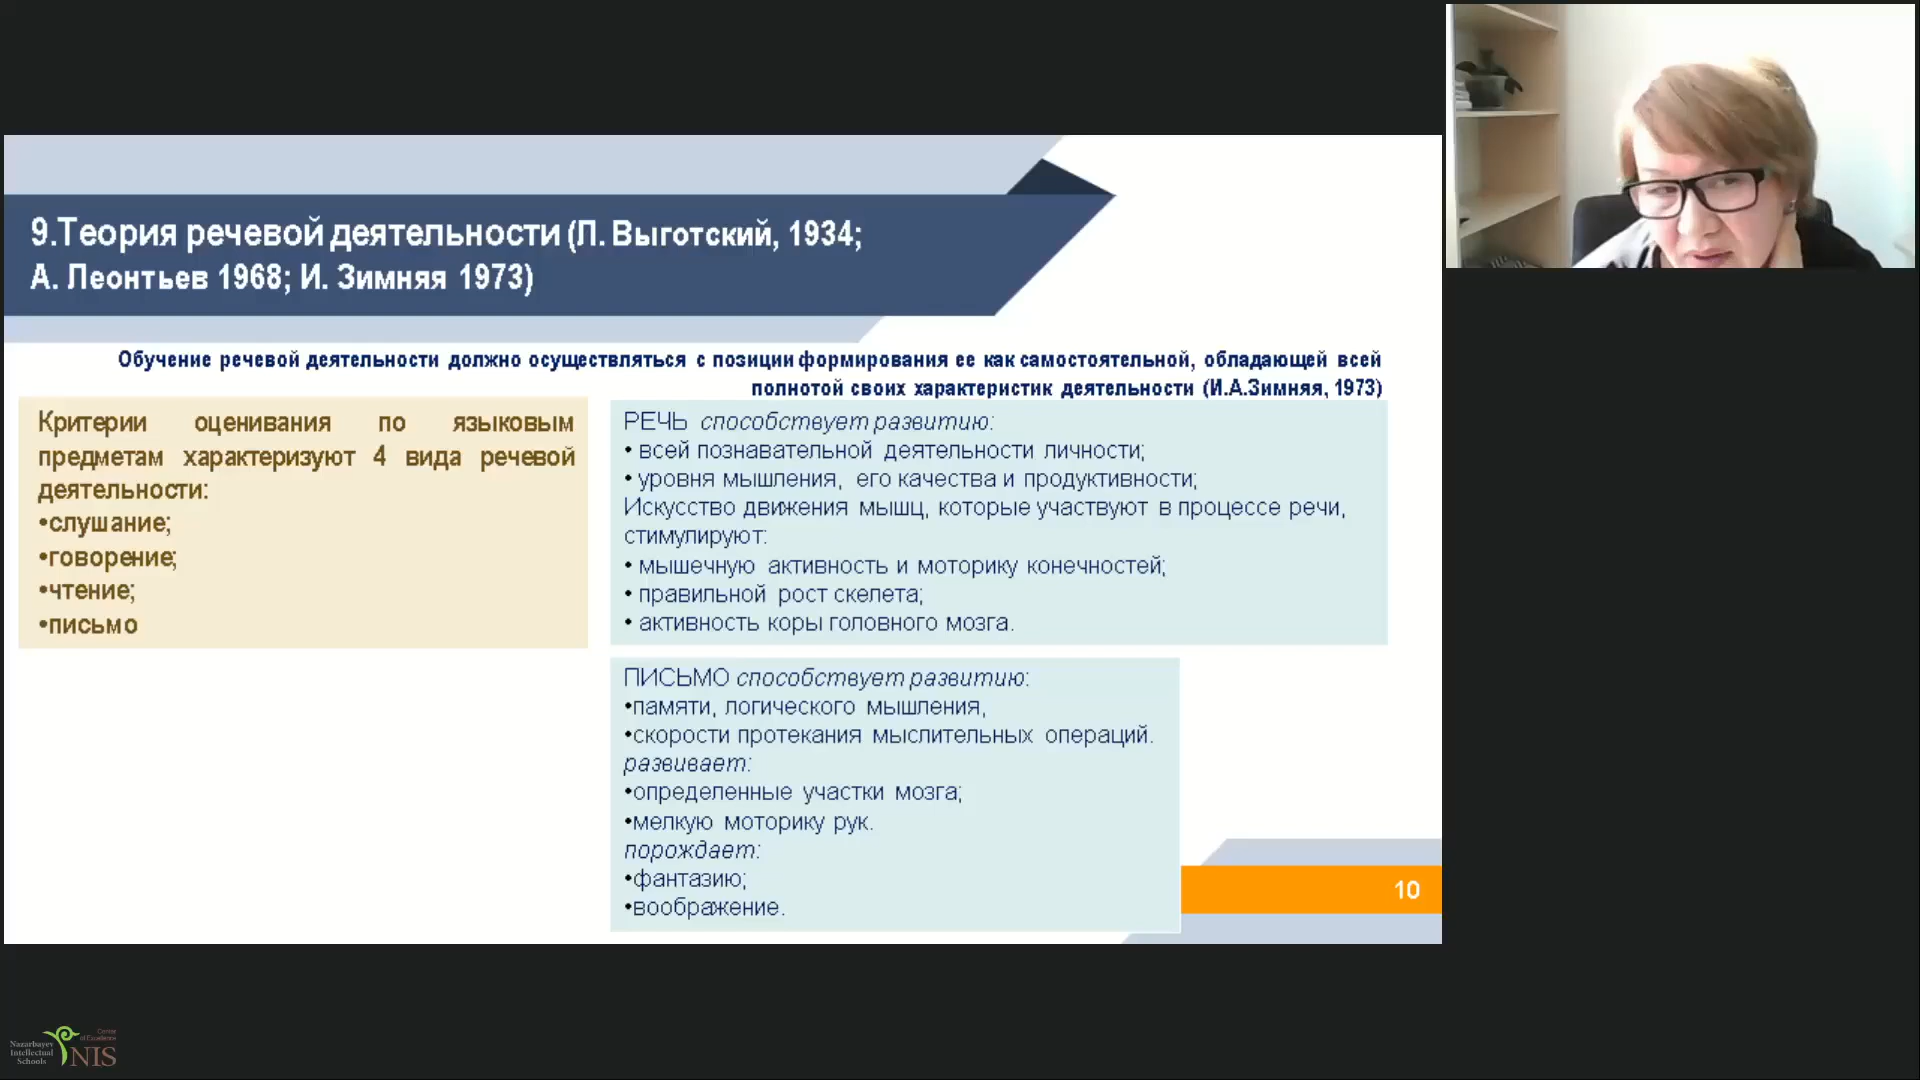 9.Теория речевой деятельности (Л. Выготский, 1934;
А. Леонтьев 1968; И. Зимняя 1973)
Обучение речевой деятельности должно осуществляться с позиции формирования ее как самостоятельной, обладающей всей
полнотой своих характеристик деятельности (И.А.Зимняя, 1973)
Критерии оценивания по языковым
предметам характеризуют 4 вида речевой
деятельности:
•слушание;
•говорение;
•чтение;
•письмо
РЕЧЬ способствует развитию:
• всей познавательной деятельности личности;
• уровня мышления, его качества и продуктивности;
Искусство движения мышц, которые участвуют в процессе речи,
стимулируют:
• мышечную активность и моторику конечностей;
• правильной рост скелета;
• активность коры головного мозга.
ПИСЬМО способствует развитию:
•памяти, логического мышления,
•скорости протекания мыслительных операций.
развивает:
•определенные участки мозга;
•мелкую моторику рук.
порождает:
•фантазию;
•воображение.
10
Nazarbayev
Intellectual
Schools
Center
of Excellence
NIS